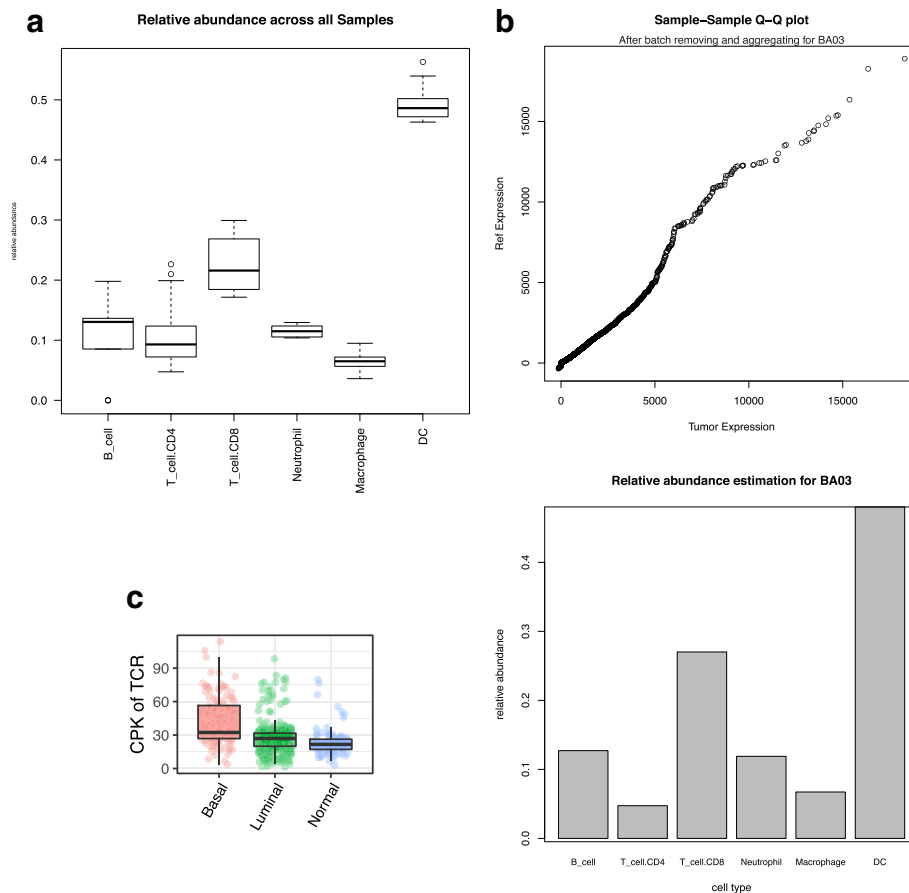 a
Relative abundance across all Samples
relative abundance
0.5
0.4
0.3
0.2
0.1
0.0
B_cell
T_cell.CD4
T_cell.CD8
Neutrophil
Macrophage
DC
b
Sample–Sample Q–Q plot
After batch removing and aggregating for BA03
Ref Expression
15000
10000
5000
0
0 5000 10000 15000
Tumor Expression
Relative abundance estimation for BA03
relative abundance
0.4
0.3
0.2
0.1
0.0
B_cell T_cell.CD4 T_cell.CD8 Neutrophil Macrophage DC
cell type
c
CPK of TCR
90
60
30
0
Basal
Luminal
Normal